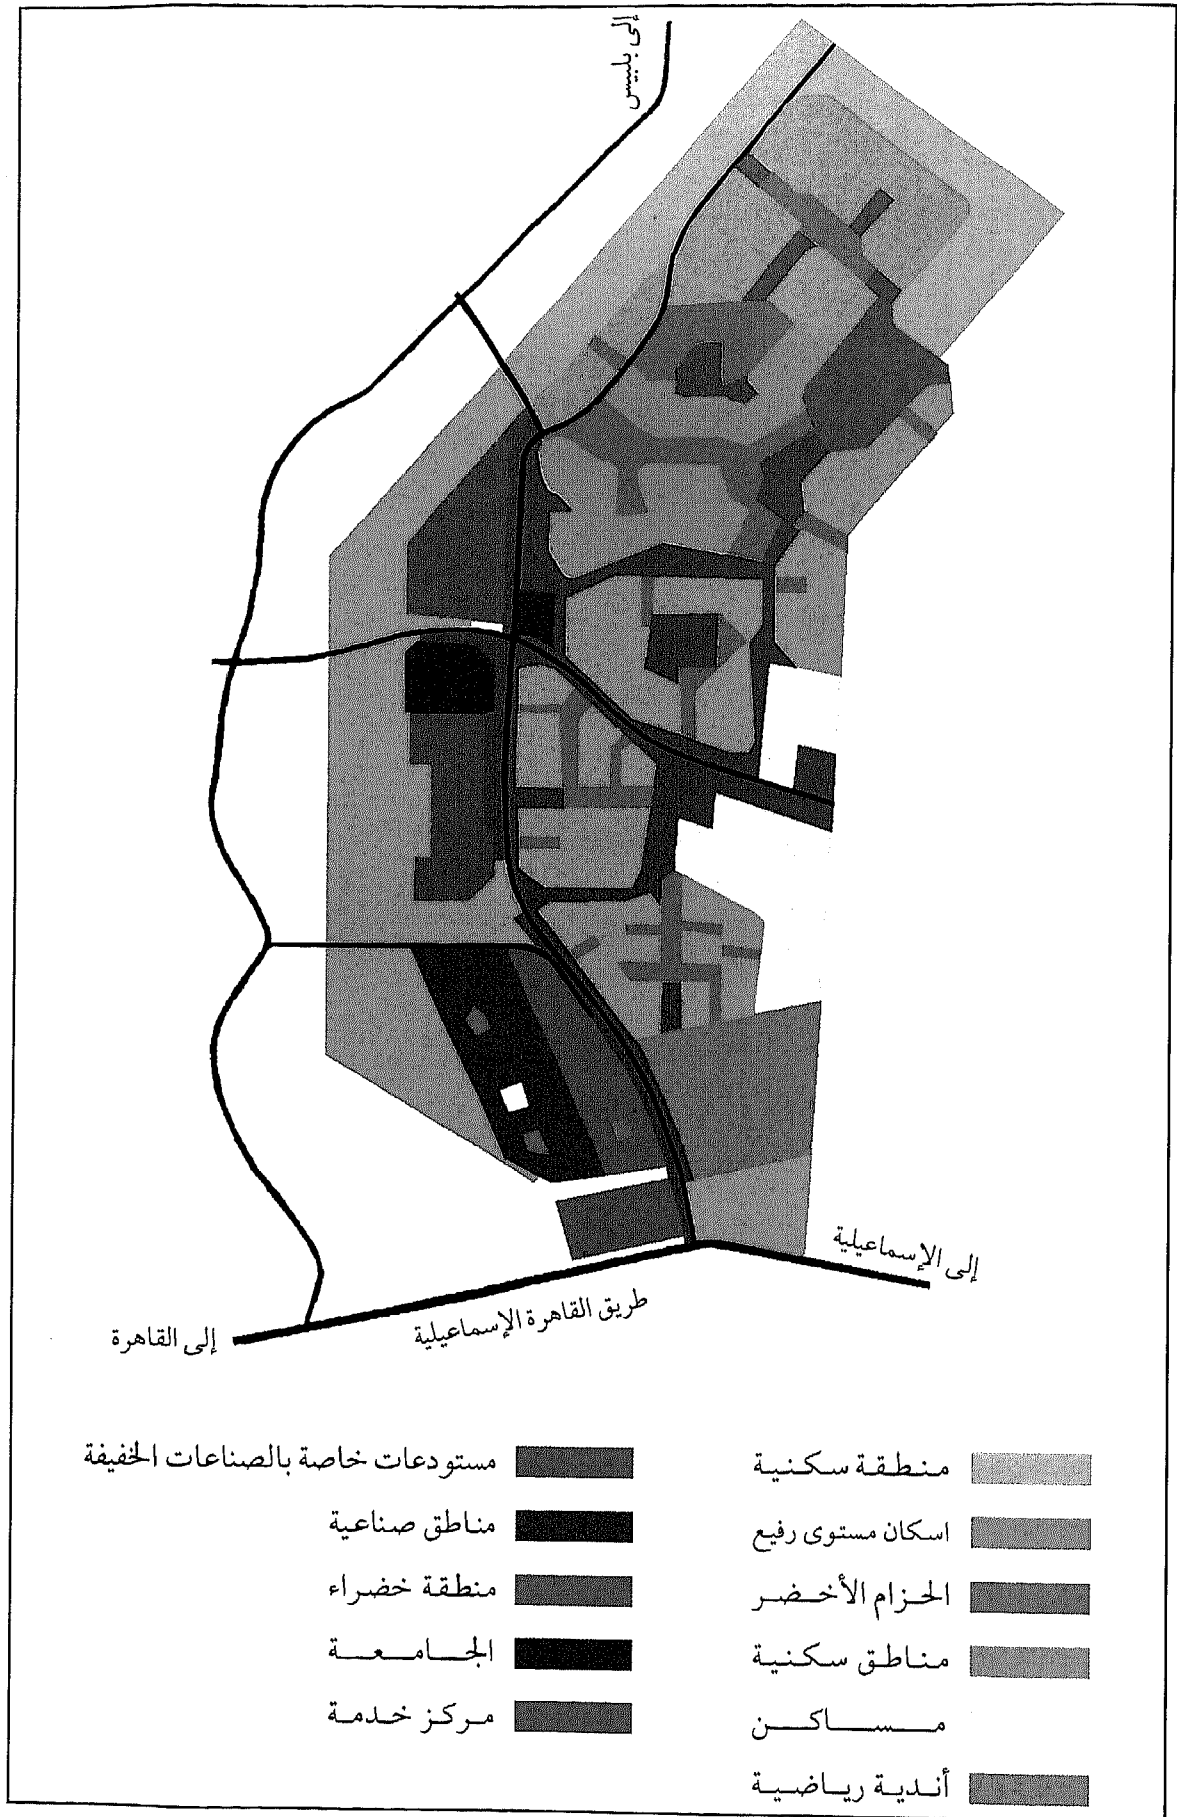 إلى بلبيس
إلى الإسماعيلية
طريق القاهرة الإسماعيلية
إلى القاهرة
منطقة سكنية
اسكان مستوى رفيع
الحزام الأخضر
مناطق سكنية
مساكن
أندية رياضية
مستودعات خاصة بالصناعات الخفيفة
مناطق صناعية
منطقة خضراء
الجامعة
مركز خدمة